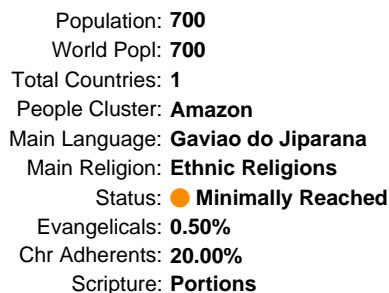 Population: 700
World Popl: 700
Total Countries: 1
People Cluster: Amazon
Main Language: Gaviao do Jiparana
Main Religion: Ethnic Religions
Status: Minimally Reached
Evangelicals: 0.50%
Chr Adherents: 20.00%
Scripture: Portions